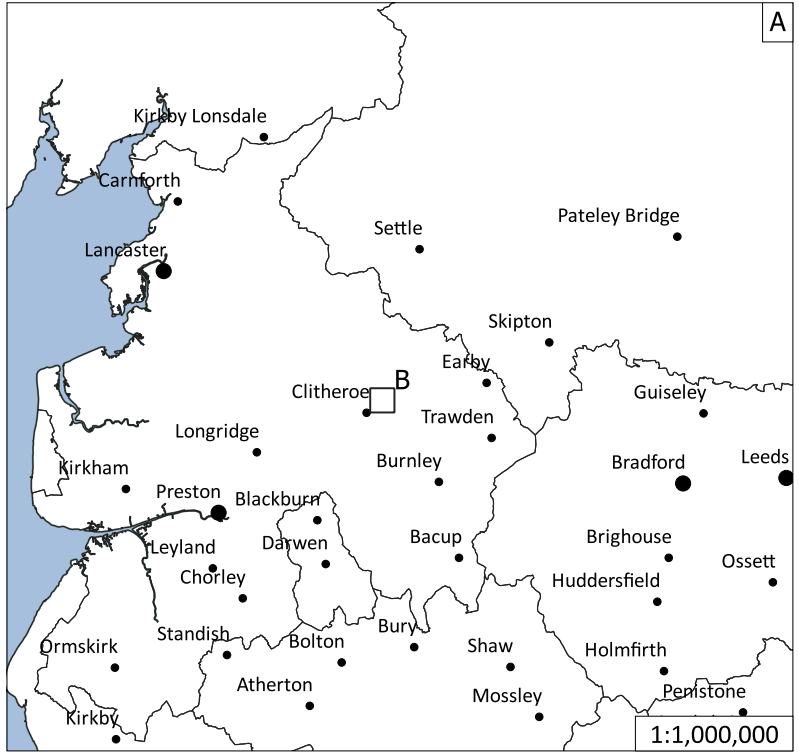 A
Kirkby Lonsdale
Carnforth
Pateley Bridge
Settle
Lancaster
Skipton
Earby
B
Clitheroe
Guiseley
Trawden
Longridge
Burnley
Leeds
Bradford
Kirkham
Preston
Blackburn
Bacup
Brighouse
Darwen
Leyland
Ossett
Chorley
Huddersfield
Standish
Bury
Bolton
Ormskirk
Shaw
Holmfirth
Atherton
Penistone
Mossley
Kirkby
1:1,000,000